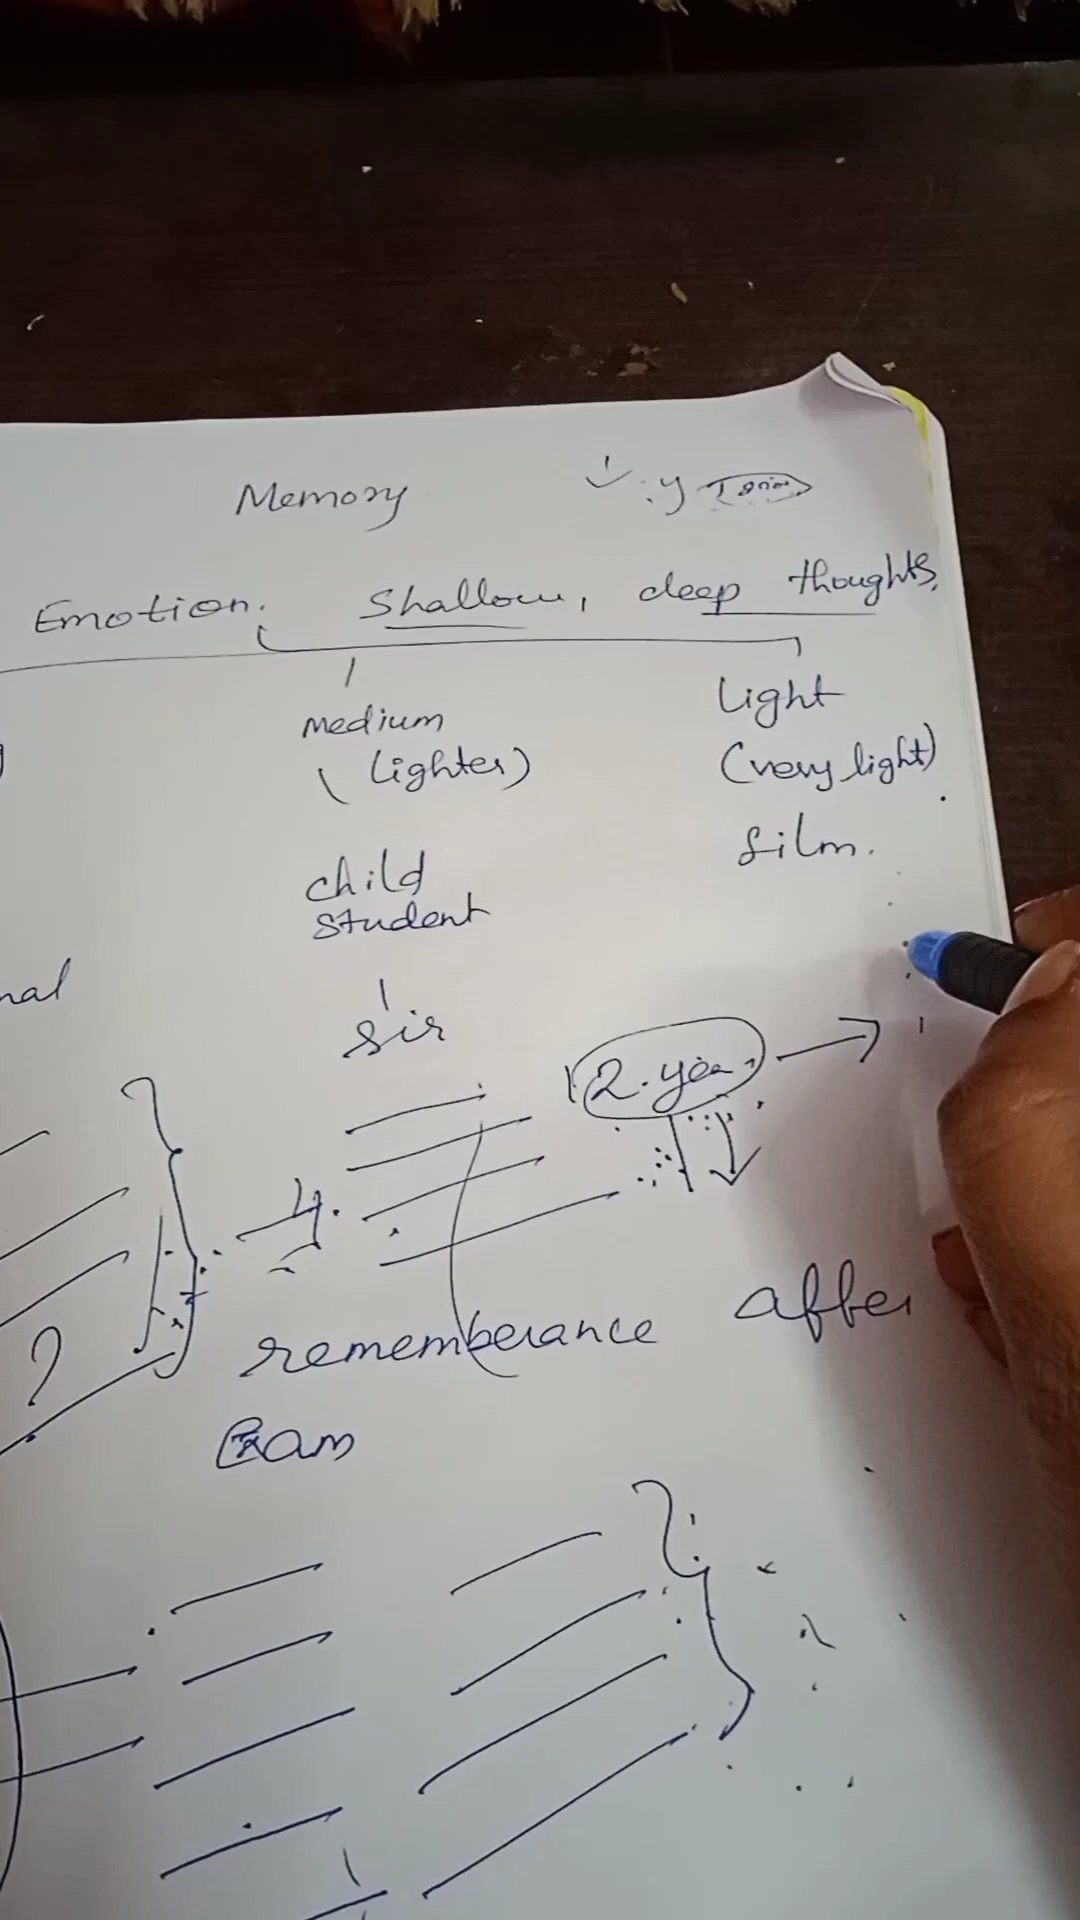 Memory
Emotion. Shallow, deep thoughts,
medium
(lighter)
Light
(very light)
film.
child
student
nal
sir
2. yea.
4.
rememberance after
Exam